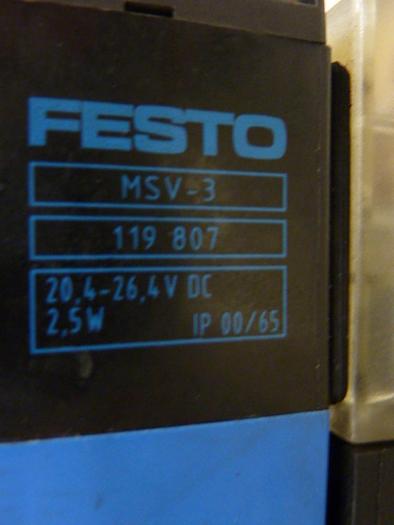 FESTO
MSV-3
119 807
20,4-26,4V DC
2,5W IP 00/65